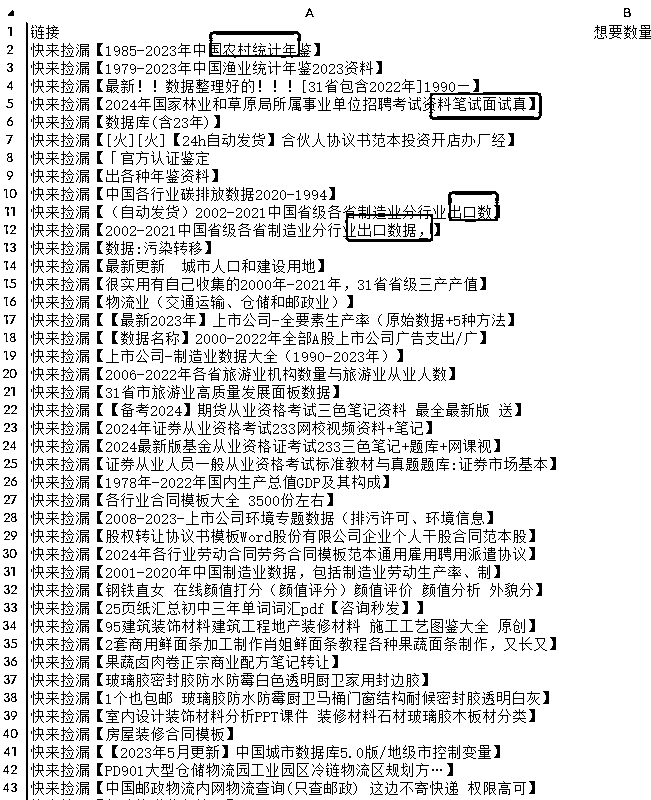 A B
1 链接 想要数量
2 快来捡漏【1985-2023年中国农村统计年鉴】
3 快来捡漏【1979-2023年中国渔业统计年鉴2023资料】
4 快来捡漏【最新！！数据整理好的！！！[31省包含2022年]1990一】
5 快来捡漏【2024年国家林业和草原局所属事业单位招聘考试资料笔试面试真】
6 快来捡漏【数据库(含23年)】
7 快来捡漏【[火][火]【24h自动发货】合伙人协议书范本投资开店办厂经】
8 快来捡漏【「官方认证鉴定
9 快来捡漏【出各种年鉴资料】
10 快来捡漏【中国各行业碳排放数据2020-1994】
11 快来捡漏【（自动发货）2002-2021中国省级各省制造业分行业出口数】
12 快来捡漏【2002-2021中国省级各省制造业分行业出口数据，】
13 快来捡漏【数据:污染转移】
14 快来捡漏【最新更新 城市人口和建设用地】
15 快来捡漏【很实用有自己收集的2000年-2021年，31省省级三产产值】
16 快来捡漏【物流业（交通运输、仓储和邮政业）】
17 快来捡漏【【最新2023年】上市公司-全要素生产率（原始数据+5种方法】
18 快来捡漏【【数据名称】2000-2022年全部A股上市公司广告支出/广】
19 快来捡漏【上市公司-制造业数据大全（1990-2023年）】
20 快来捡漏【2006-2022年各省旅游业机构数量与旅游业从业人数】
21 快来捡漏【31省市旅游业高质量发展面板数据】
22 快来捡漏【【备考2024】期货从业资格考试三色笔记资料 最全最新版 送】
23 快来捡漏【2024年证券从业资格考试233网校视频资料+笔记】
24 快来捡漏【2024最新版基金从业资格证考试233三色笔记+题库+网课视】
25 快来捡漏【证券从业人员一般从业资格考试标准教材与真题题库:证券市场基本】
26 快来捡漏【1978年-2022年国内生产总值GDP及其构成】
27 快来捡漏【各行业合同模板大全 3500份左右】
28 快来捡漏【2008-2023-上市公司环境专题数据（排污许可、环境信息】
29 快来捡漏【股权转让协议书模板Word股份有限公司企业个人干股合同范本股】
30 快来捡漏【2024年各行业劳动合同劳务合同模板范本通用雇用聘用派遣协议】
31 快来捡漏【2001-2020年中国制造业数据，包括制造业劳动生产率、制】
32 快来捡漏【钢铁直女 在线颜值打分（颜值评分）颜值评价 颜值分析 外貌分】
33 快来捡漏【25页纸汇总初中三年单词词汇pdf【咨询秒发】】
34 快来捡漏【95建筑装饰材料建筑工程地产装修材料 施工工艺图鉴大全 原创】
35 快来捡漏【2套商用鲜面条加工制作肖姐鲜面条教程各种果蔬面条制作，又长又】
36 快来捡漏【果蔬卤肉卷正宗商业配方笔记转让】
37 快来捡漏【玻璃胶密封胶防水防霉白色透明厨卫家用封边胶】
38 快来捡漏【1个也包邮 玻璃胶防水防霉厨卫马桶门窗结构耐候密封胶透明白灰】
39 快来捡漏【室内设计装饰材料分析PPT课件 装修材料石材玻璃胶木板材分类】
40 快来捡漏【房屋装修合同模板】
41 快来捡漏【【2023年5月更新】中国城市数据库5.0版/地级市控制变量】
42 快来捡漏【PD901大型仓储物流园工业园区冷链物流区规划方…】
43 快来捡漏【中国邮政物流内网物流查询(只查邮政) 这边不寄快递 权限高可】